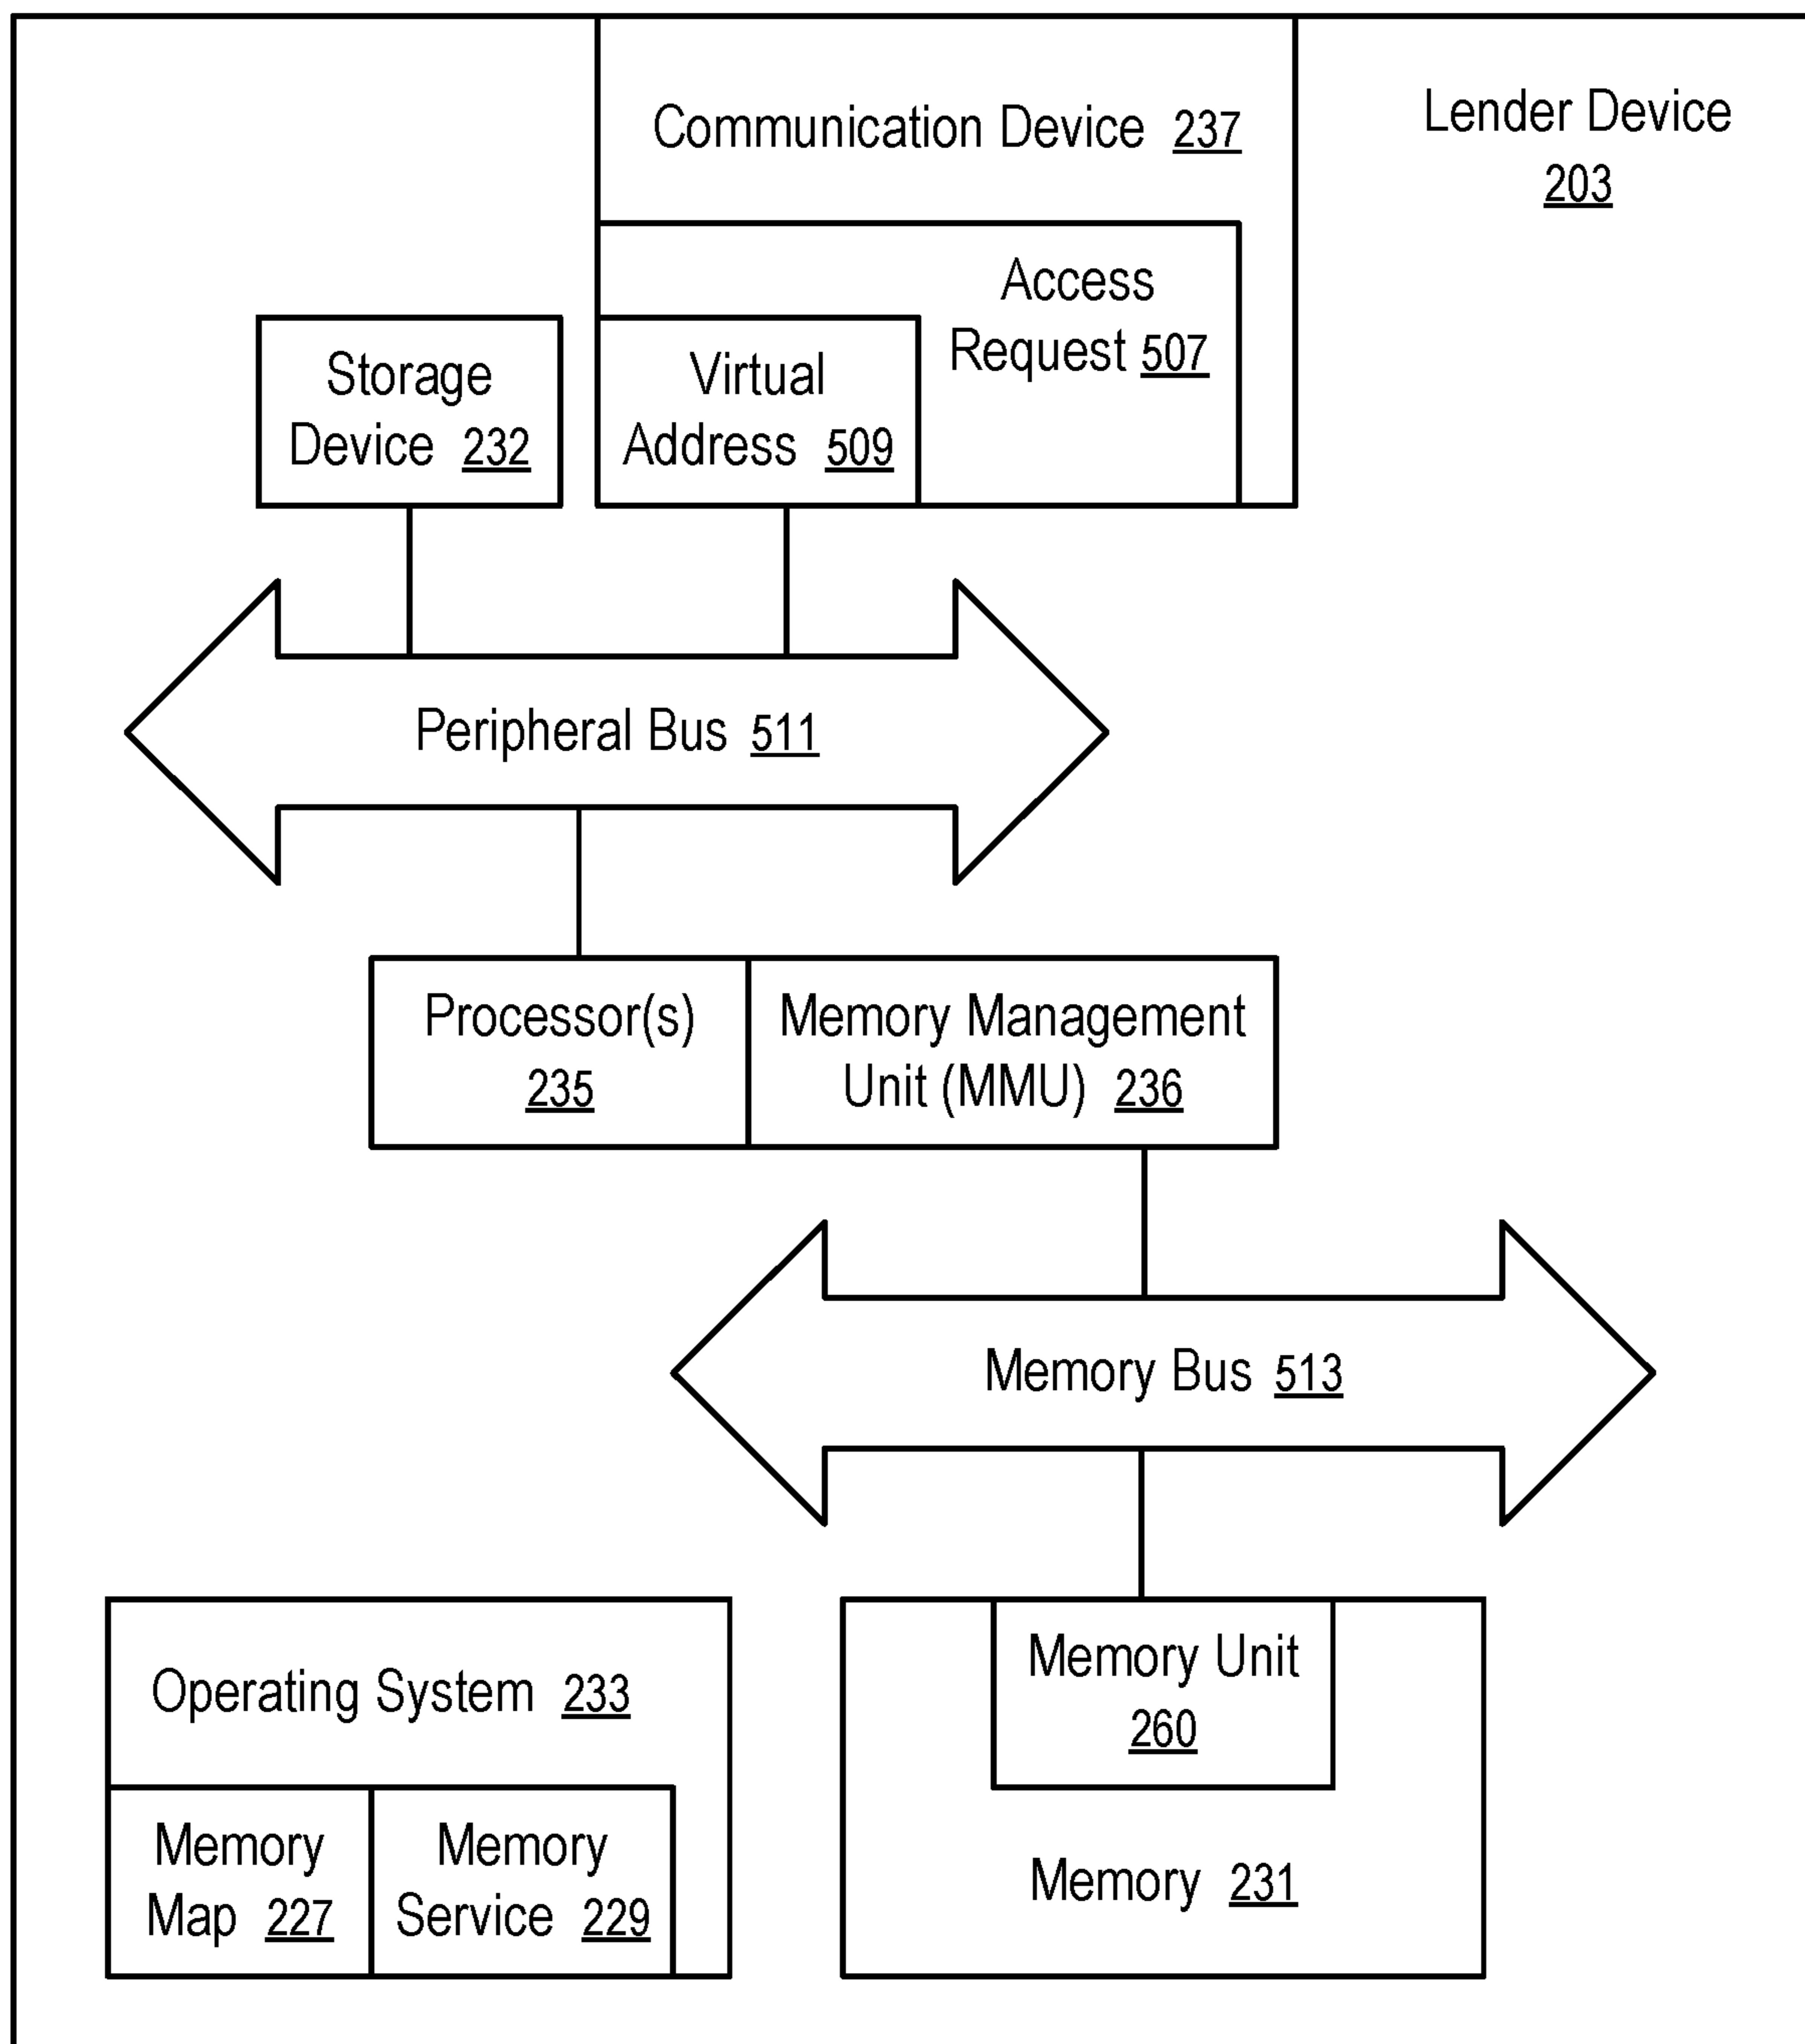 Communication Device 237
Lender Device
203
Access
Request 507
Storage
Device 232
Virtual
Address 509
Peripheral Bus 511
Processor(s)
235
Memory Management
Unit (MMU) 236
Memory Bus 513
Operating System 233
Memory
Map 227
Memory
Service 229
Memory Unit
260
Memory 231